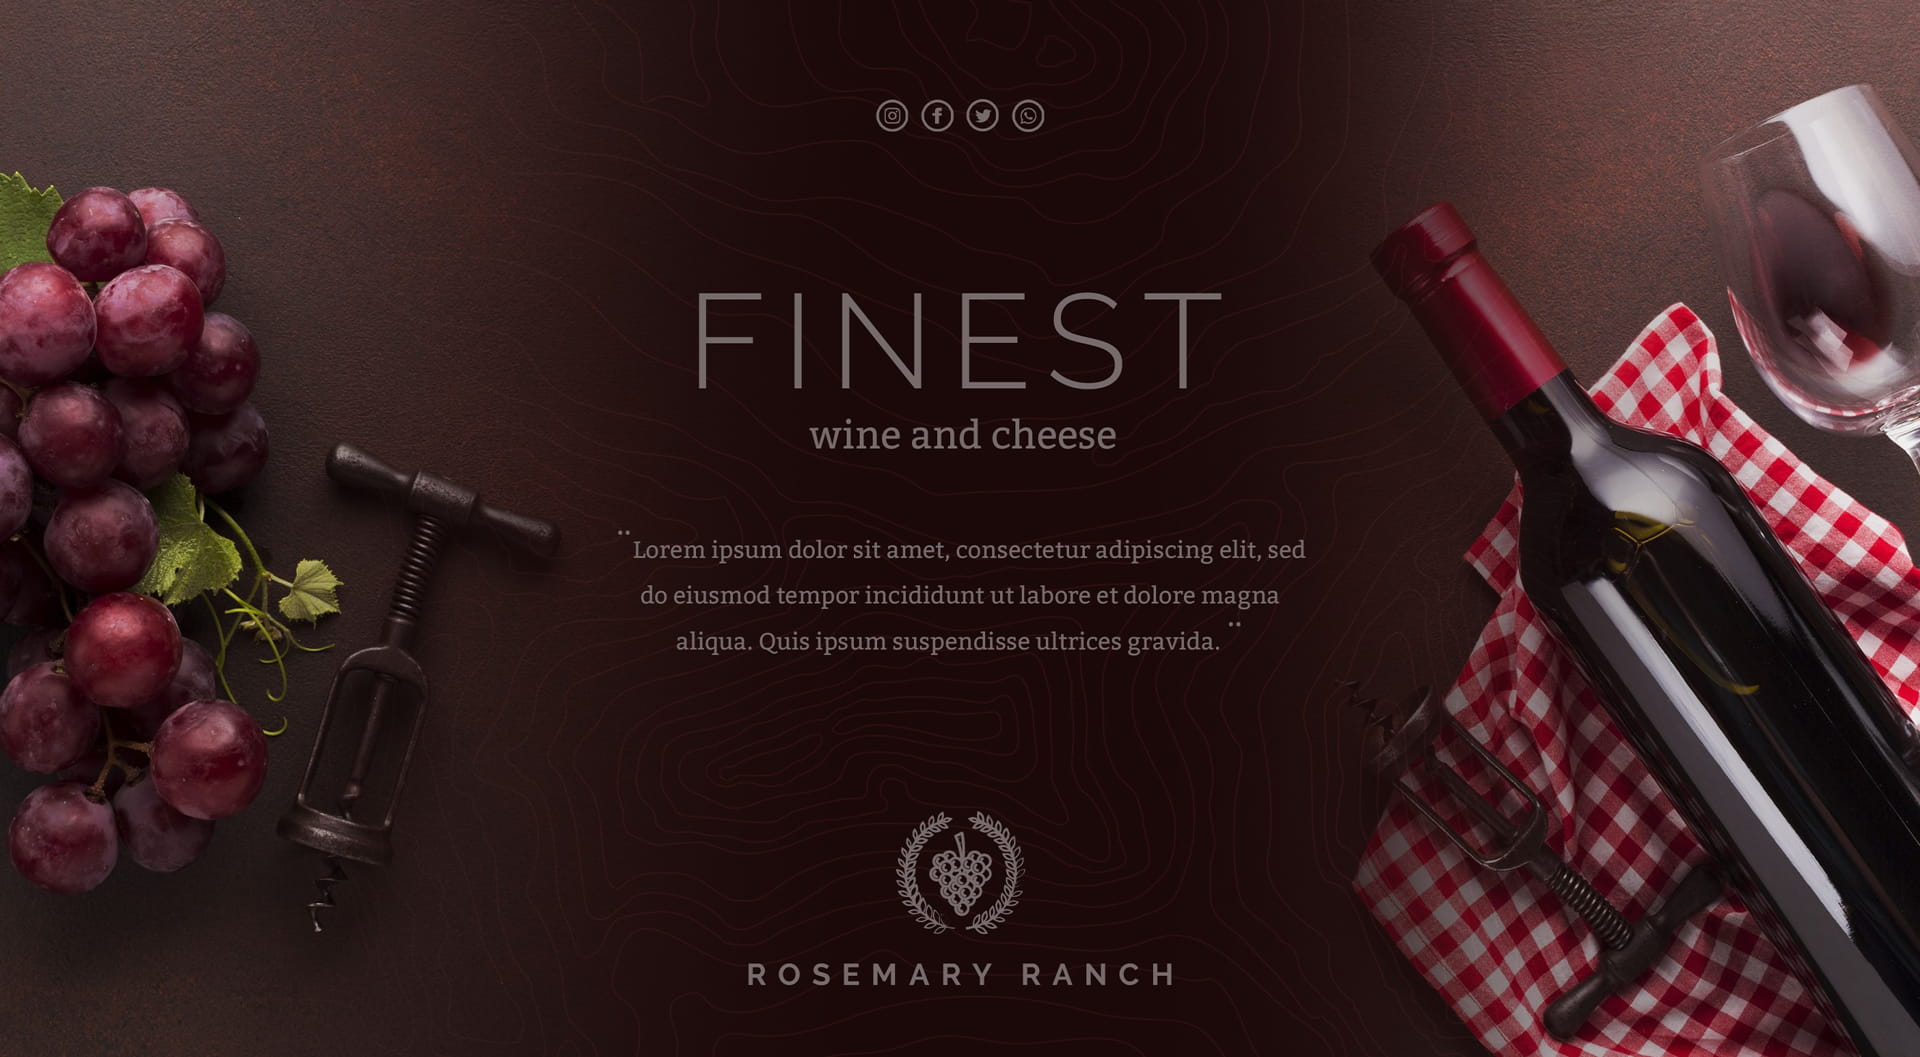 FINEST
wine and cheese
"Lorem ipsum dolor sit amet, consectetur adipiscing elit, sed
do eiusmod tempor incididunt ut labore et dolore magna
aliqua. Quis ipsum suspendisse ultrices gravida."
ROSEMARY RANCH